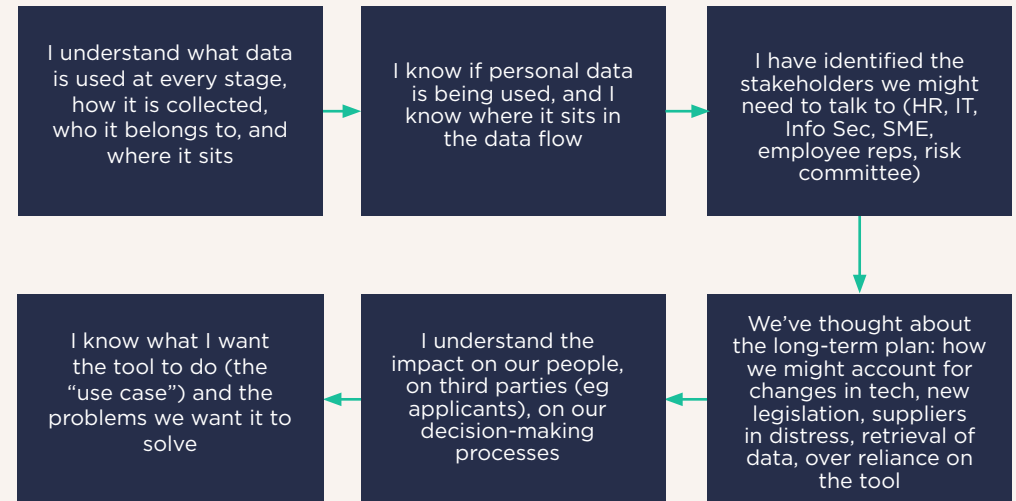 I understand what data
is used at every stage,
how it is collected,
who it belongs to, and
where it sits
I know if personal data
is being used, and I
know where it sits in
the data flow
I have identified the
stakeholders we might
need to talk to (HR, IT,
Info Sec, SME,
employee reps, risk
committee)
We’ve thought about
the long-term plan: how
we might account for
changes in tech, new
legislation, suppliers
in distress, retrieval of
data, over reliance on
the tool
I understand the
impact on our people,
on third parties (eg
applicants), on our
decision-making
processes
I know what I want
the tool to do (the
“use case”) and the
problems we want it to
solve